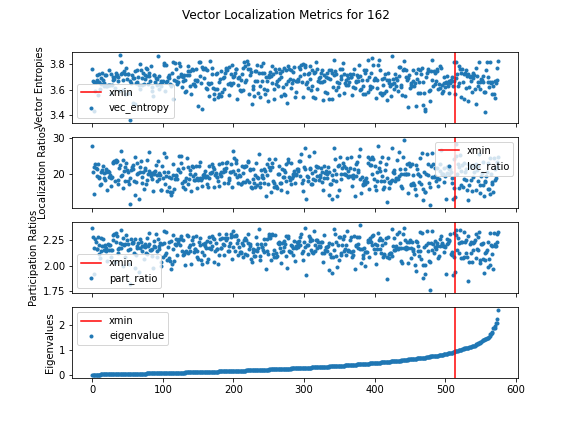 Vector Localization Metrics for 162
Vector Entropies
3.8
3.6
3.4
xmin
vec_entropy
Localization Ratios
30
20
xmin
loc_ratio
Participation Ratios
2.25
2.00
1.75
xmin
part_ratio
Eigenvalues
2
1
0
xmin
eigenvalue
0 100 200 300 400 500 600